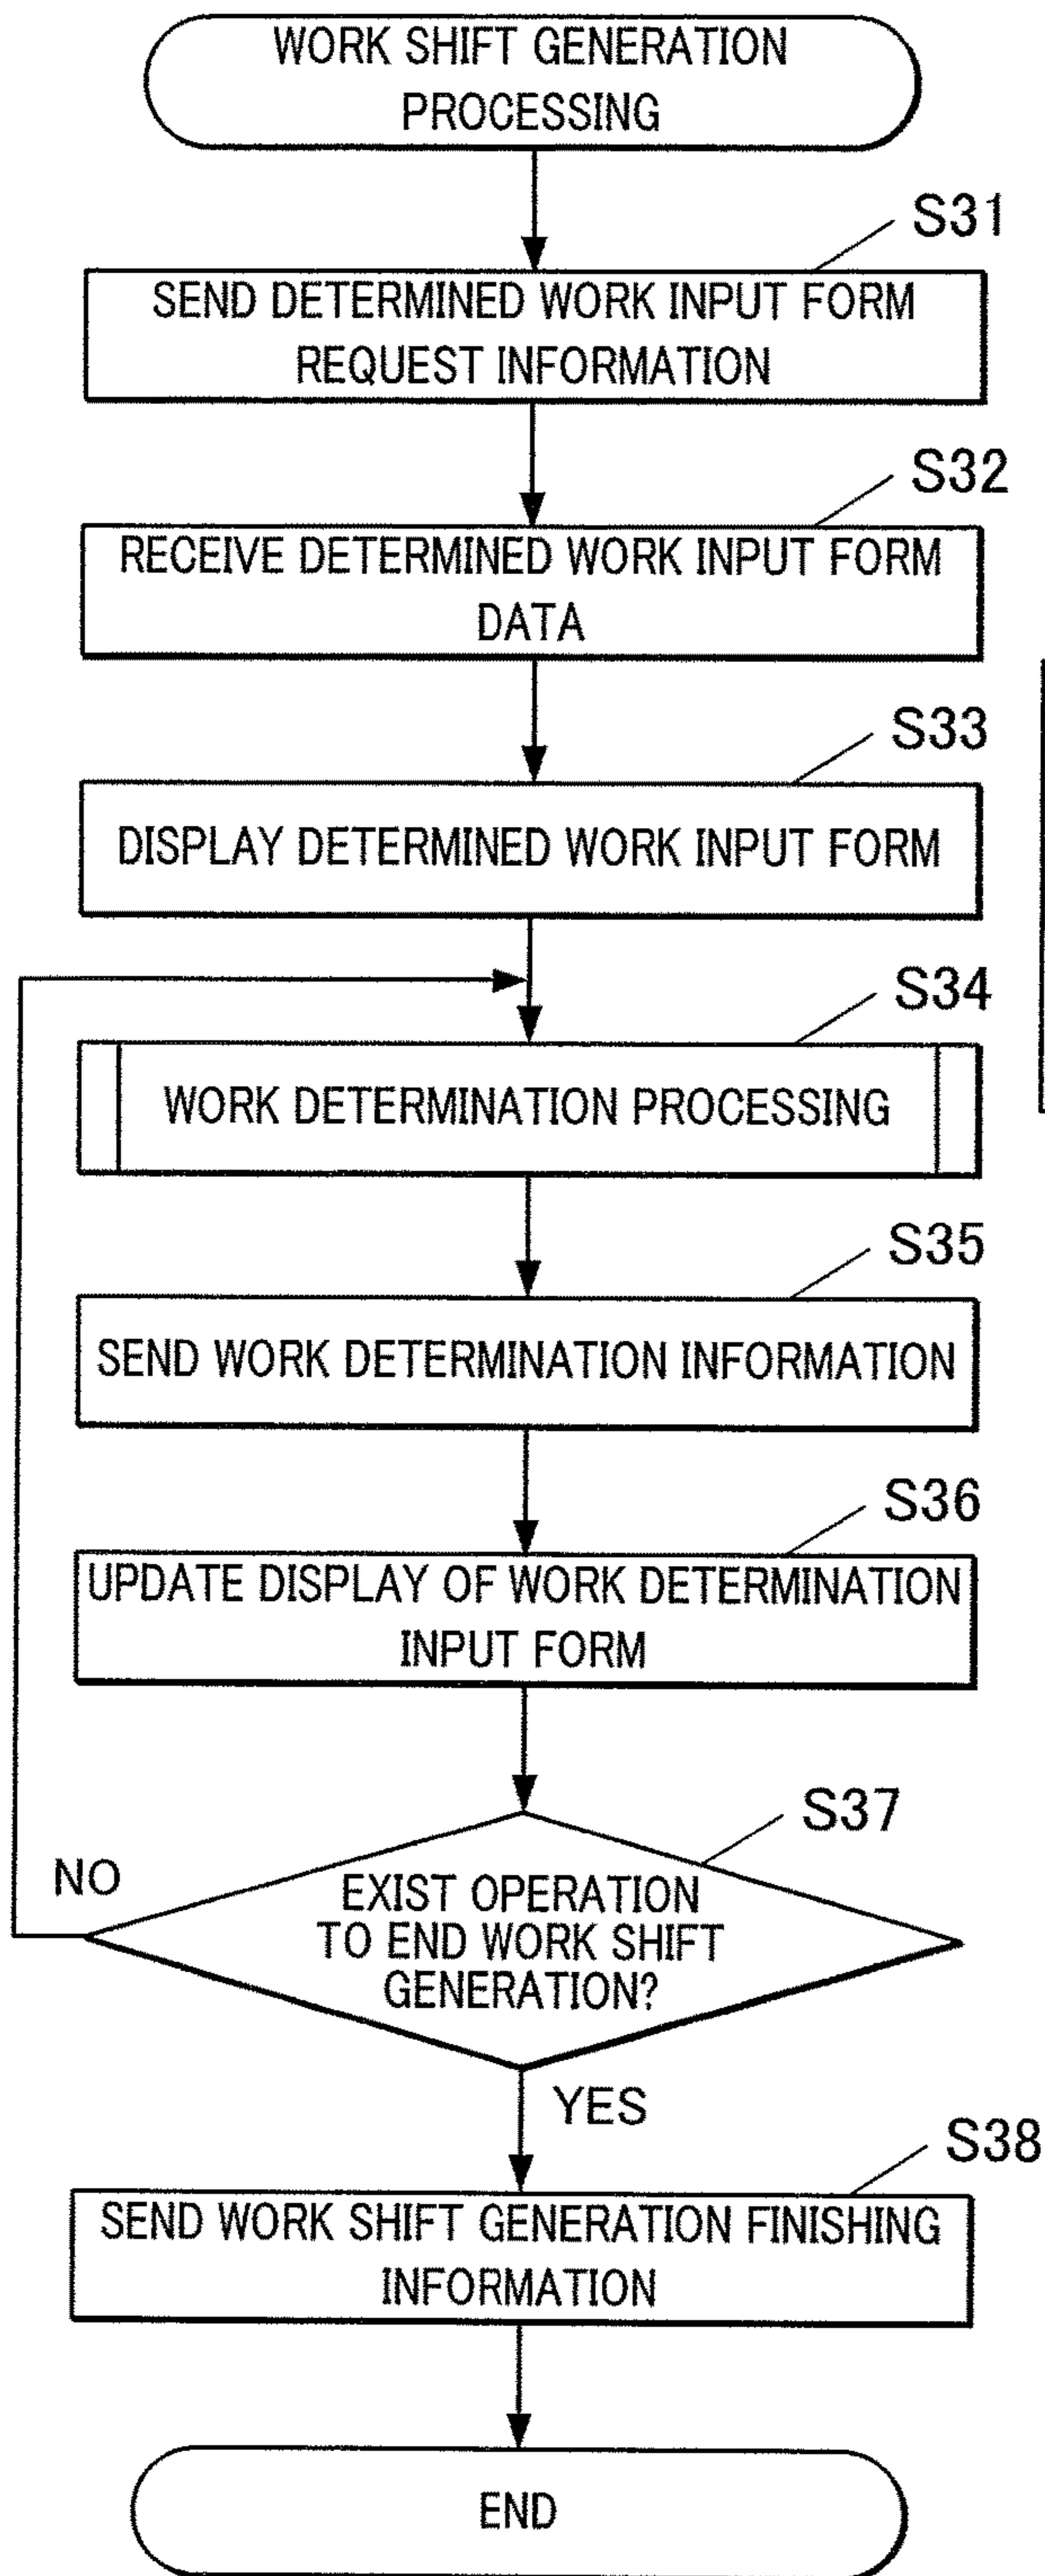 WORK SHIFT GENERATION
PROCESSING
S31
SEND DETERMINED WORK INPUT FORM
REQUEST INFORMATION
S32
RECEIVE DETERMINED WORK INPUT FORM
DATA
S33
DISPLAY DETERMINED WORK INPUT FORM
S34
WORK DETERMINATION PROCESSING
S35
SEND WORK DETERMINATION INFORMATION
S36
UPDATE DISPLAY OF WORK DETERMINATION
INPUT FORM
S37
NO
EXIST OPERATION
TO END WORK SHIFT
GENERATION?
YES
S38
SEND WORK SHIFT GENERATION FINISHING
INFORMATION
END